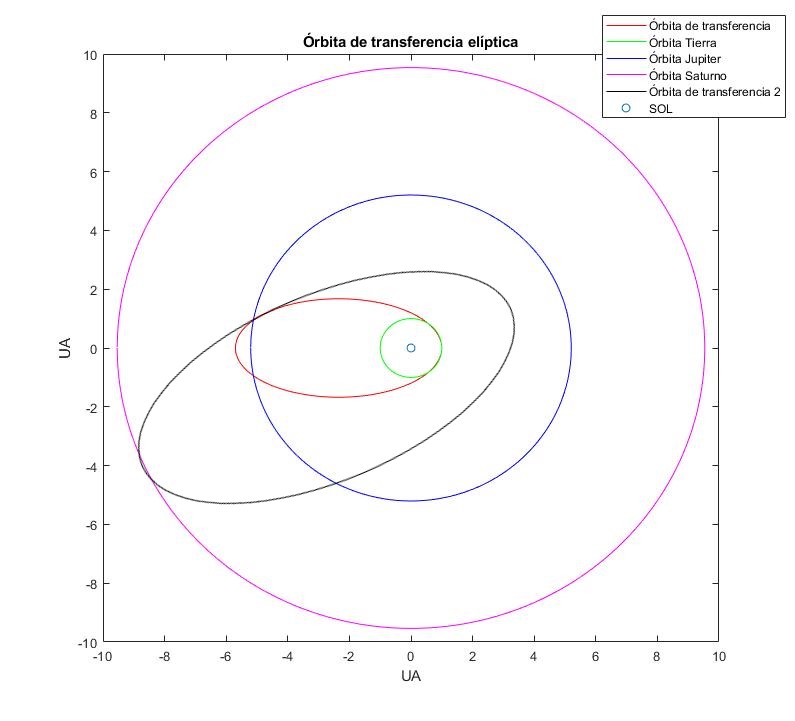 Órbita de transferencia elíptica
Órbita de transferencia
Órbita Tierra
Órbita Jupiter
Órbita Saturno
Órbita de transferencia 2
SOL
10
8
6
4
2
0
-2
-4
-6
-8
-10
UA
-10 -8 -6 -4 -2 0 2 4 6 8 10
UA